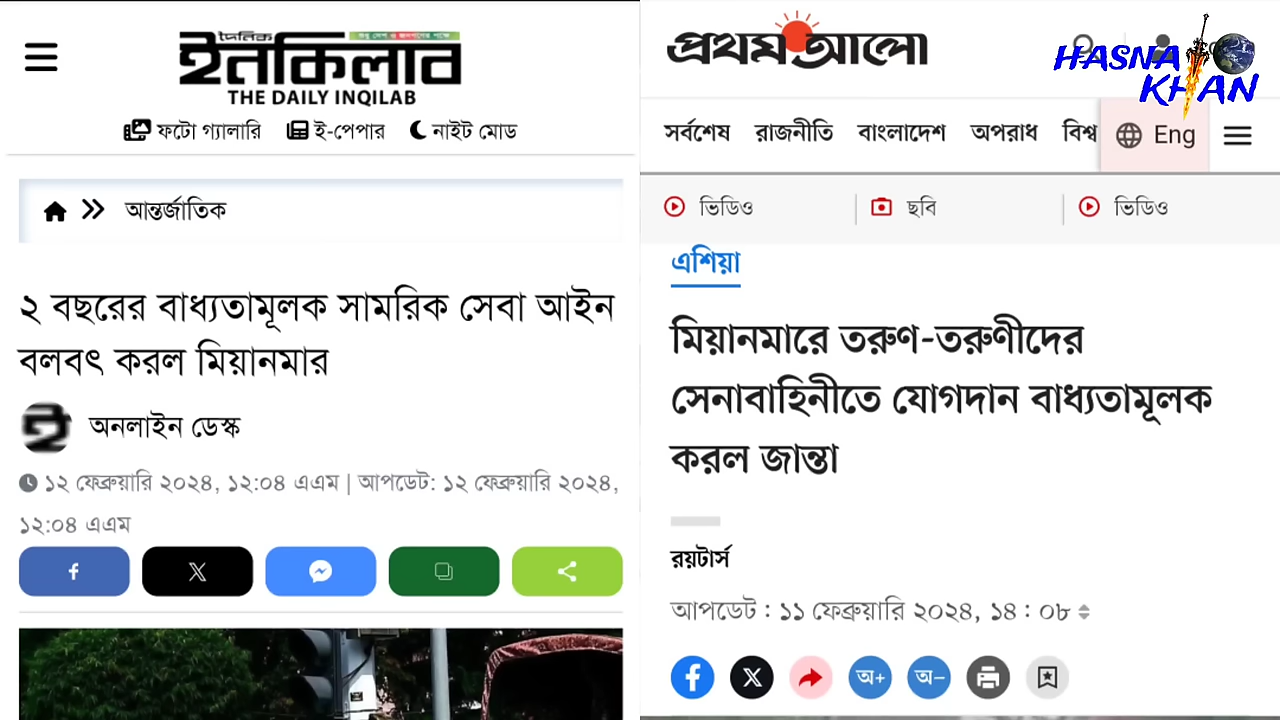 দৈনিক
শুধু দেশ ও জনগণের পক্ষে
ইনকিলাব
THE DAILY INQILAB
ফটো গ্যালারি ই-পেপার নাইট মোড
আন্তর্জাতিক
২ বছরের বাধ্যতামূলক সামরিক সেবা আইন
বলবৎ করল মিয়ানমার
অনলাইন ডেস্ক
১২ ফেব্রুয়ারি ২০২৪, ১২:০৪ এএম | আপডেট: ১২ ফেব্রুয়ারি ২০২৪,
১২:০৪ এএম
প্রথম আলো
HASNA
KHAN
সর্বশেষ রাজনীতি বাংলাদেশ অপরাধ বিশ্ব Eng
ভিডিও ছবি ভিডিও
এশিয়া
মিয়ানমারে তরুণ-তরুণীদের
সেনাবাহিনীতে যোগদান বাধ্যতামূলক
করল জান্তা
রয়টার্স
আপডেট : ১১ ফেব্রুয়ারি ২০২৪, ১৪ : ০৮
অ+ অ−